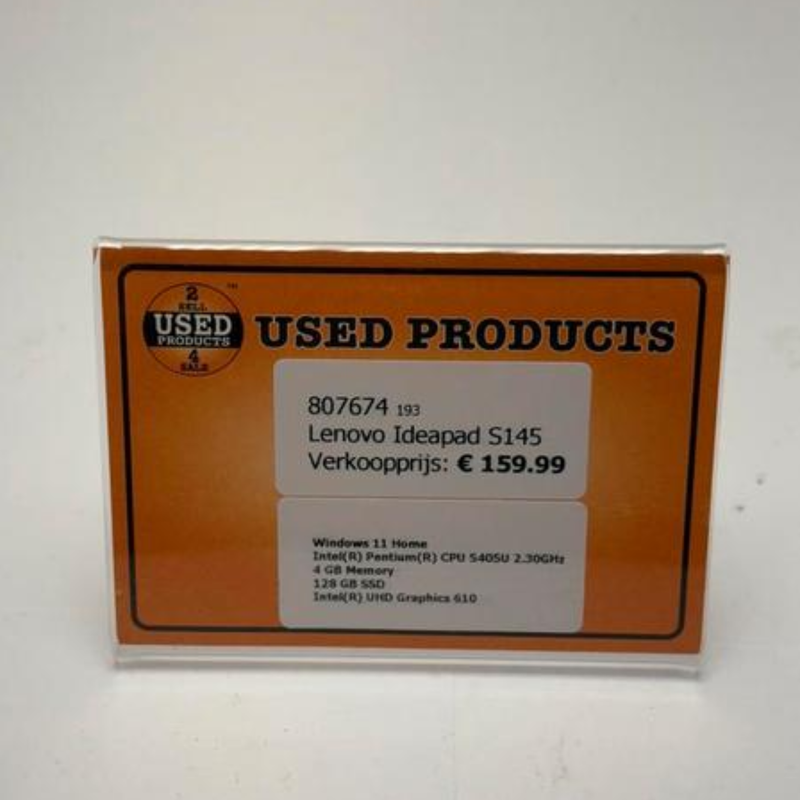 2
SELL
USED
PRODUCTS
4
SALE
TM
USED PRODUCTS
807674 193
Lenovo Ideapad S145
Verkoopprijs: € 159.99
Windows 11 Home
Intel(R) Pentium(R) CPU 5405U 2.30GHz
4 GB Memory
128 GB SSD
Intel(R) UHD Graphics 610